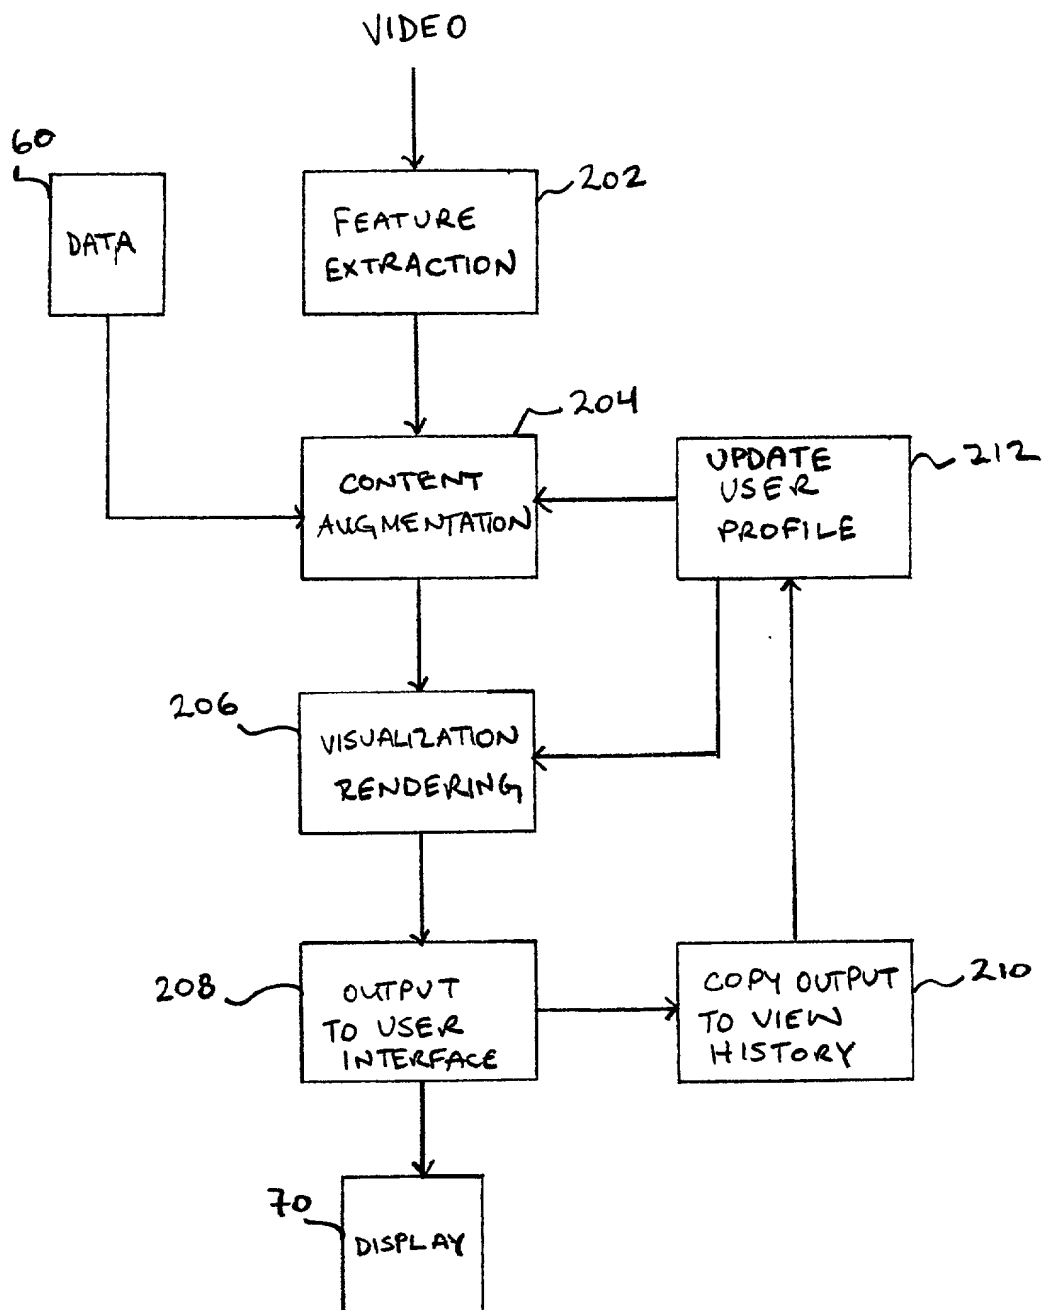 VIDEO
60
DATA
202
FEATURE
EXTRACTION
204
CONTENT
AUGMENTATION
212
UPDATE
USER
PROFILE
206
VISUALIZATION
RENDERING
208
OUTPUT
TO USER
INTERFACE
210
COPY OUTPUT
TO VIEW
HISTORY
70
DISPLAY